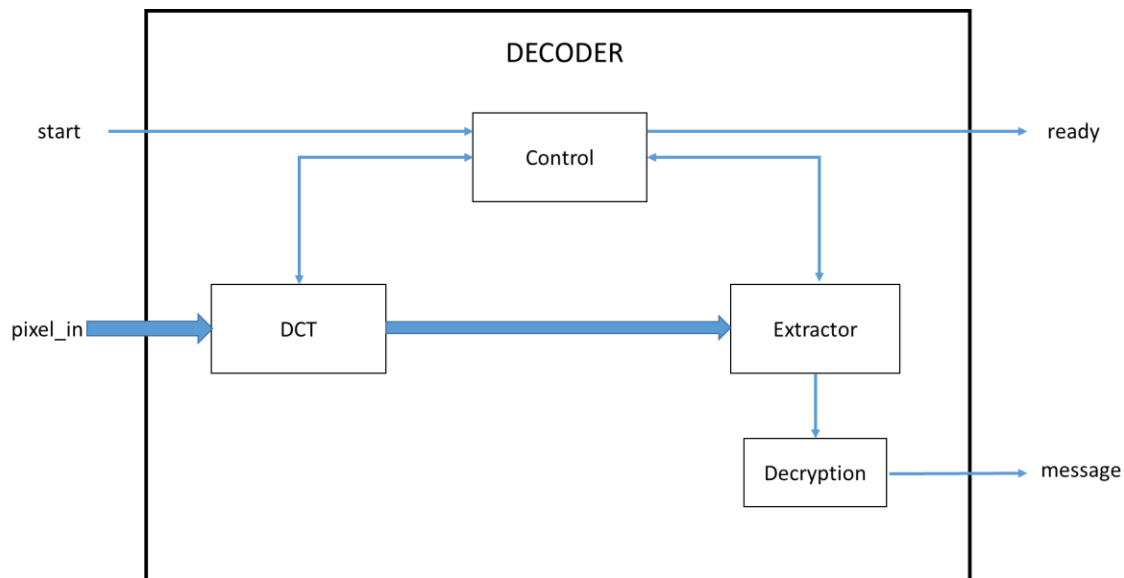 DECODER
start
ready
Control
pixel_in
DCT
Extractor
Decryption
message